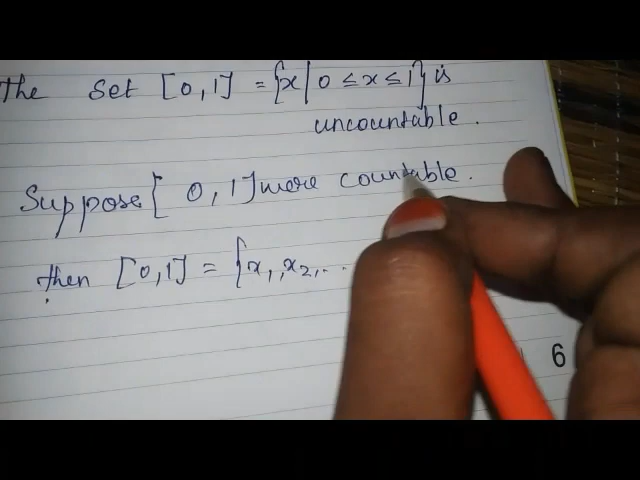 The Set [0,1] = {x | 0 ≤ x ≤ 1} is
uncountable.
Suppose [0,1] were countable.
then [0,1] = {x₁, x₂, ...
6